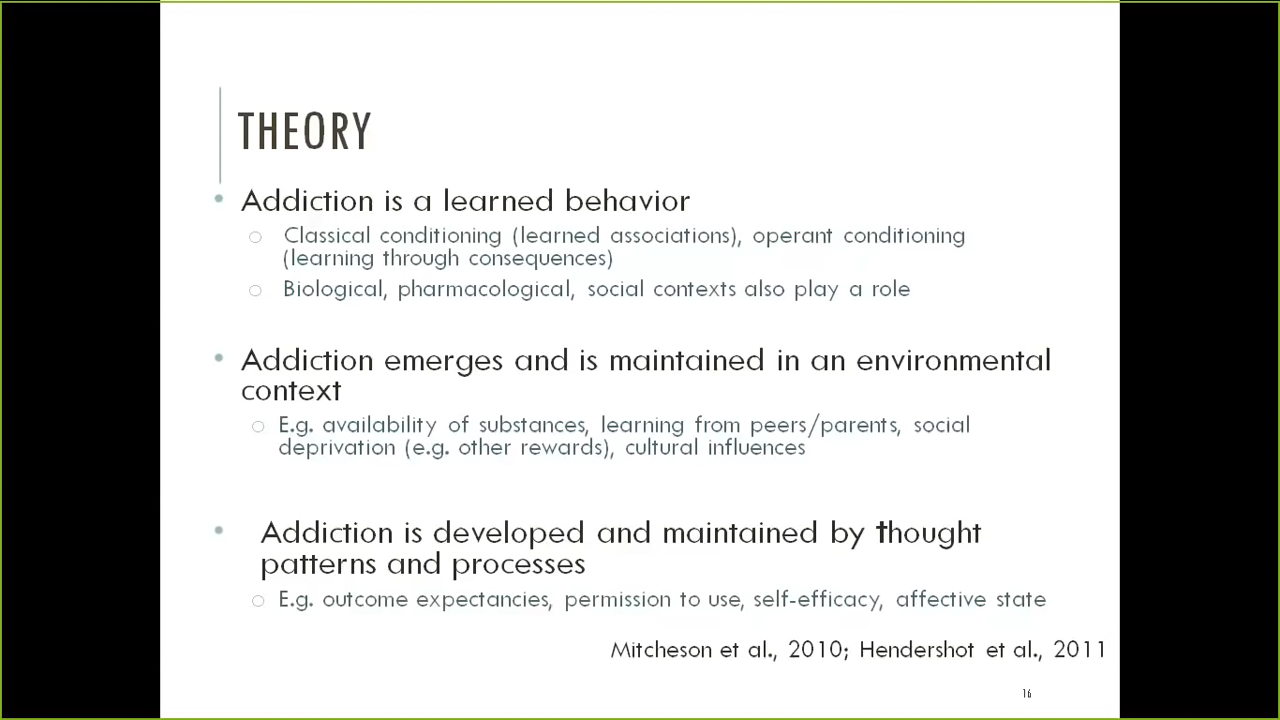 THEORY
• Addiction is a learned behavior
○ Classical conditioning (learned associations), operant conditioning
(learning through consequences)
○ Biological, pharmacological, social contexts also play a role
• Addiction emerges and is maintained in an environmental
context
○ E.g. availability of substances, learning from peers/parents, social
deprivation (e.g. other rewards), cultural influences
• Addiction is developed and maintained by thought
patterns and processes
○ E.g. outcome expectancies, permission to use, self-efficacy, affective state
Mitcheson et al., 2010; Hendershot et al., 2011
16